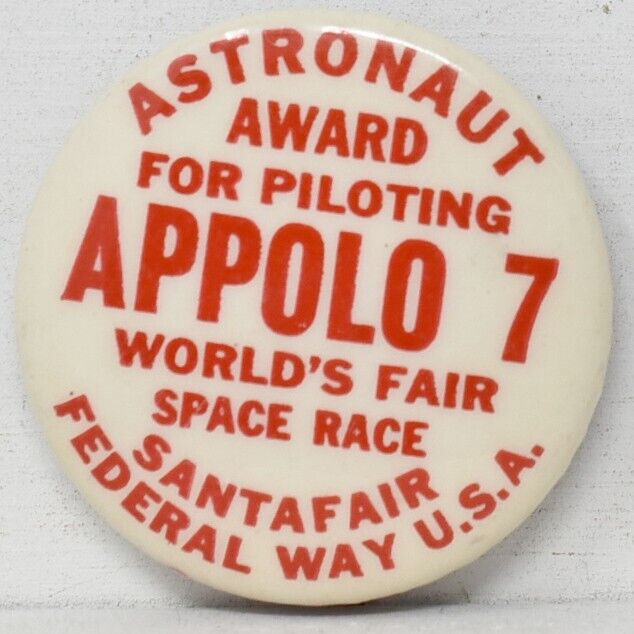 ASTRONAUT
AWARD
FOR PILOTING
APPOLO 7
WORLD'S FAIR
SPACE RACE
SANTAFAIR
FEDERAL WAY U.S.A.